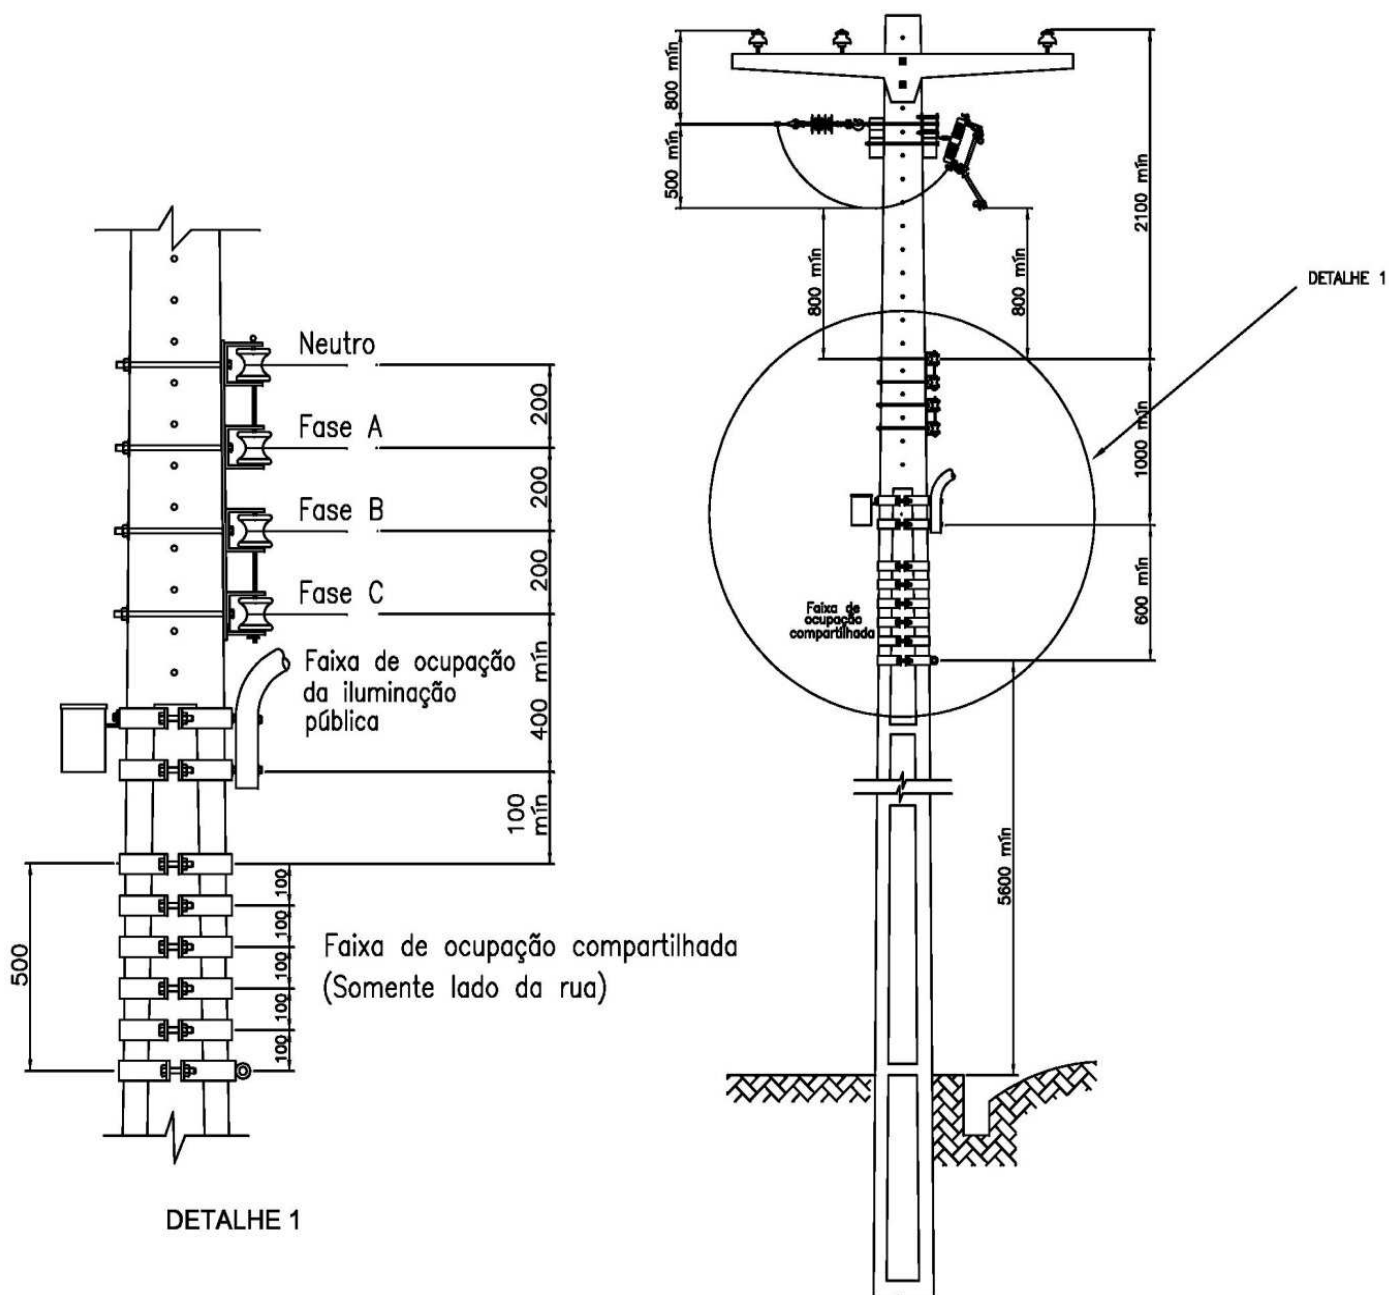 Neutro
200
Fase A
200
Fase B
200
Fase C
Faixa de ocupação
da iluminação
pública
400 mín
100
mín
500
100
100
100
100
100
Faixa de ocupação compartilhada
(Somente lado da rua)
DETALHE 1
800 mín
500 mín
800 mín
800 mín
2100 mín
DETALHE 1
1000 mín
600 mín
Faixa de
ocupação
compartilhada
5600 mín